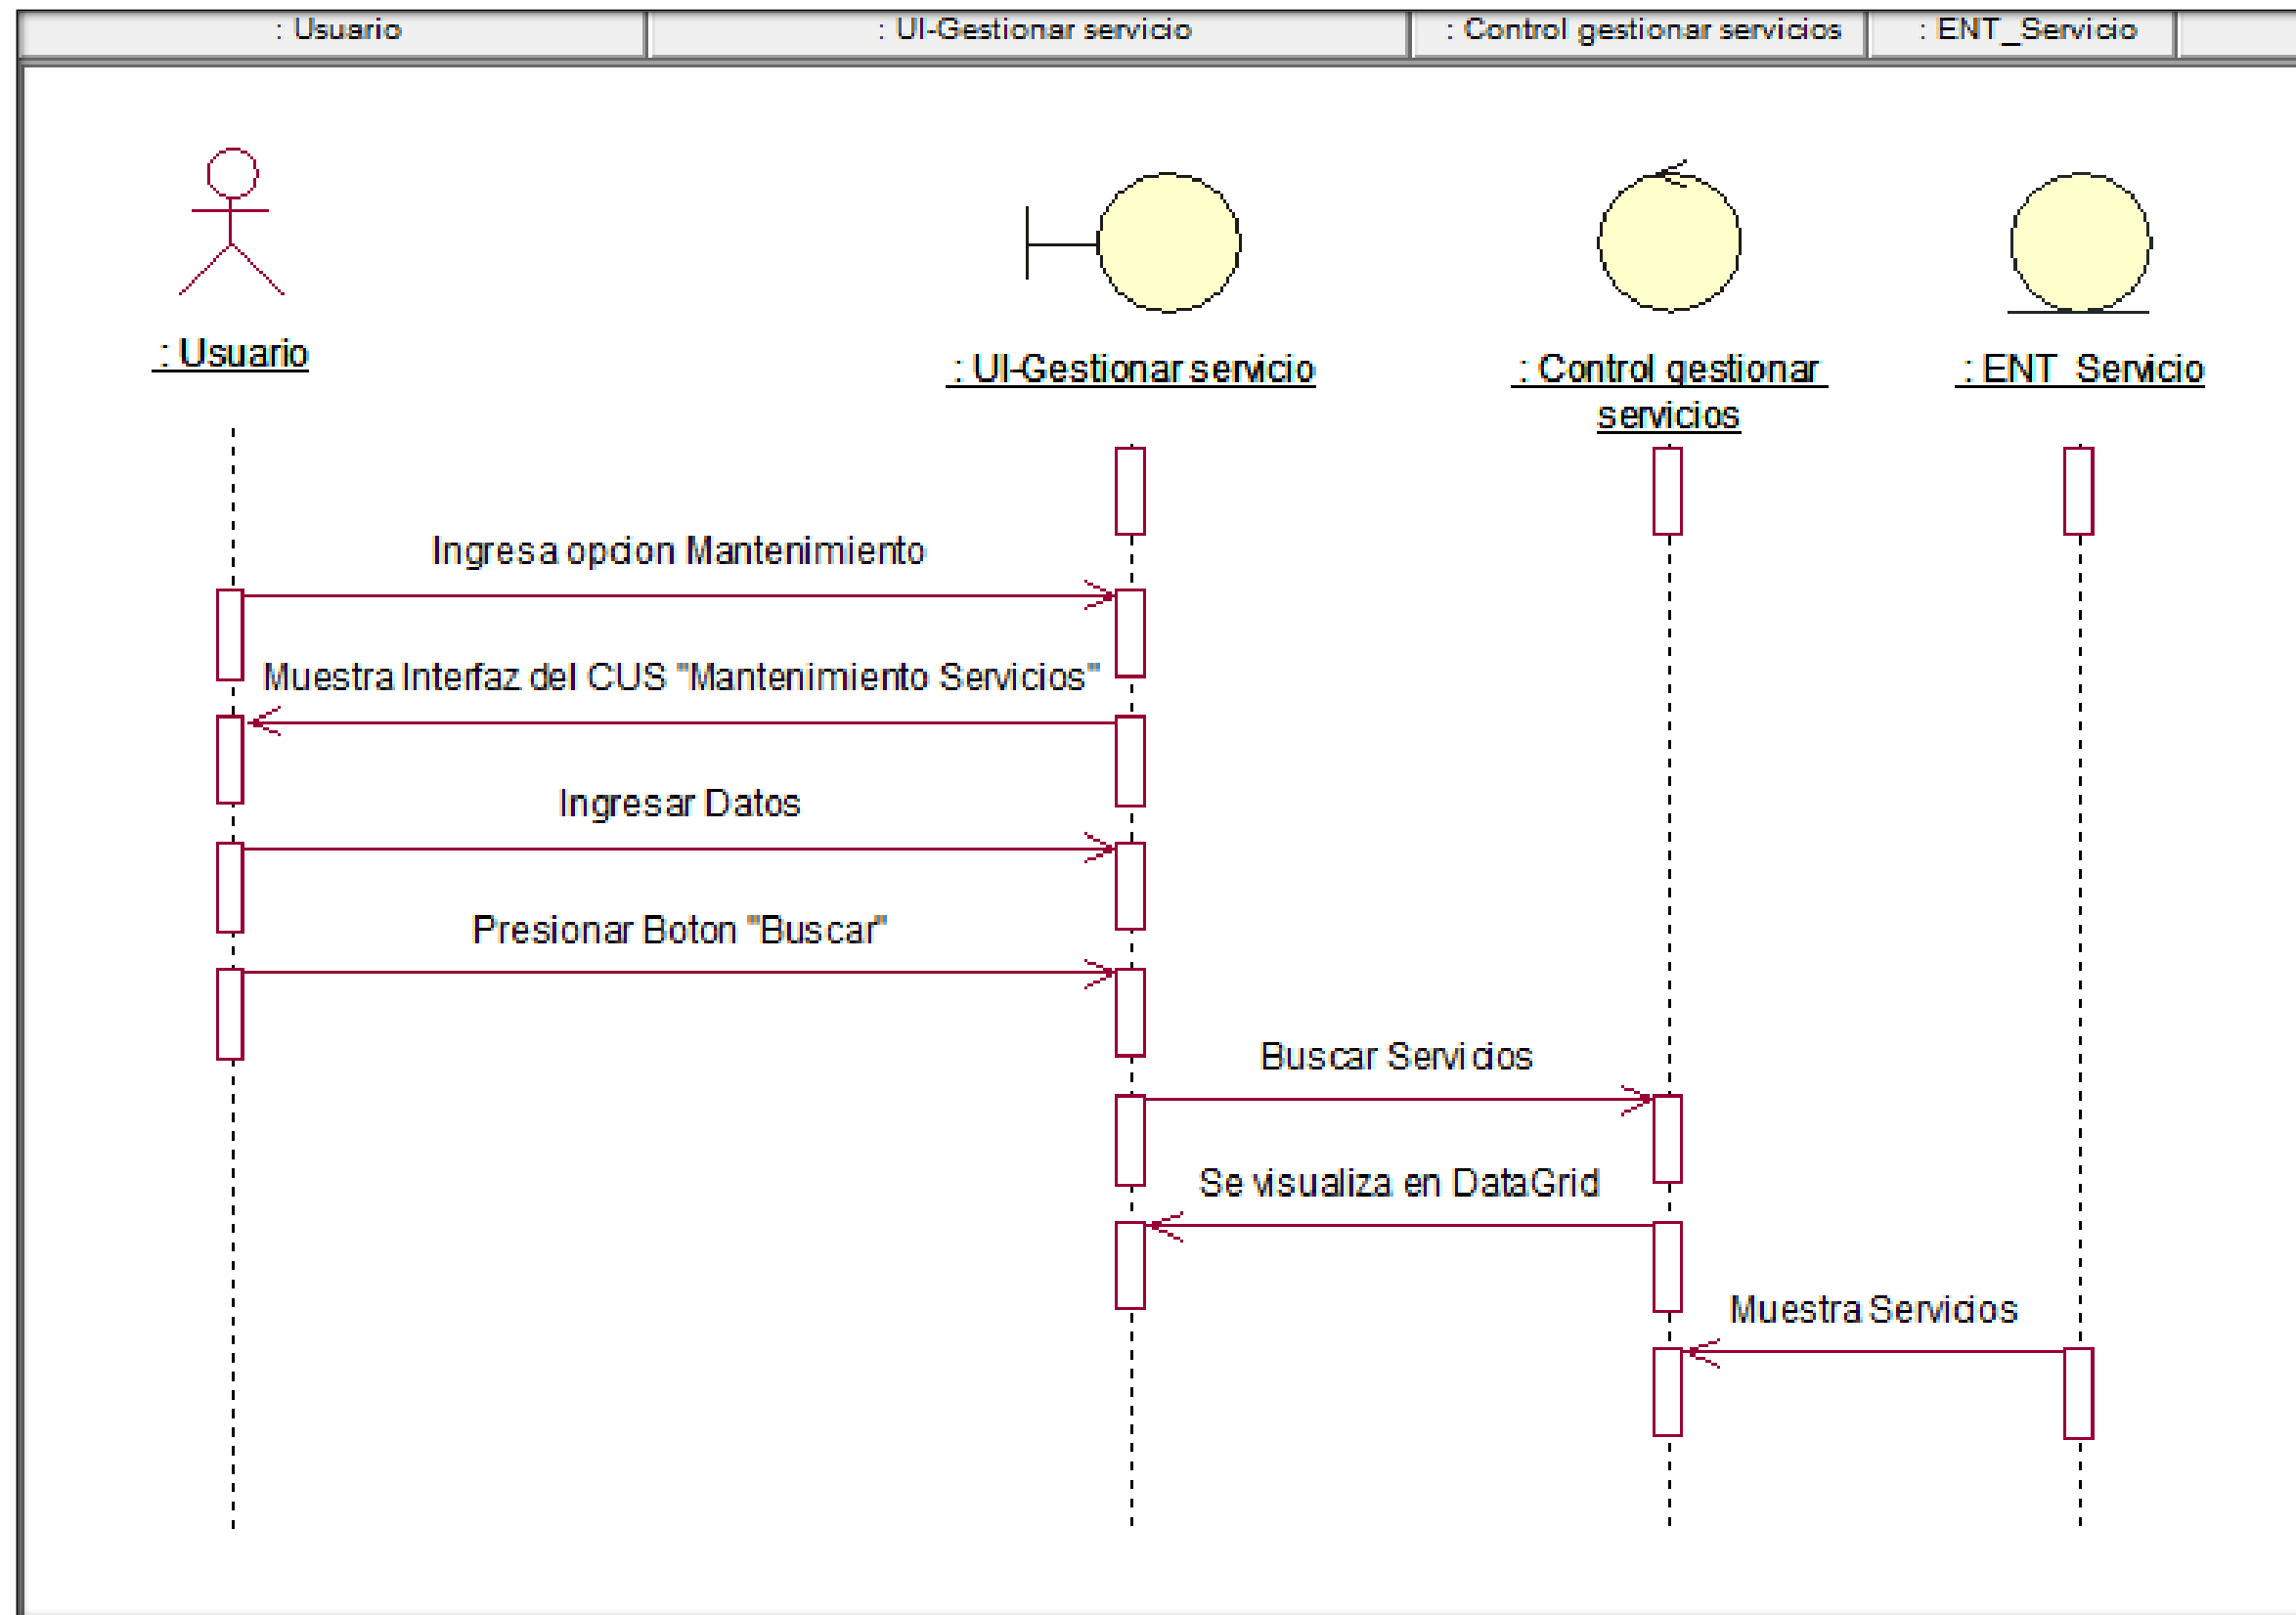 : Usuario
: UI-Gestionar servicio
: Control gestionar servicios
: ENT_Servicio
: Usuario
: UI-Gestionar servicio
: Control gestionar
servicios
: ENT_Servicio
Ingresa opcion Mantenimiento
Muestra Interfaz del CUS "Mantenimiento Servicios"
Ingresar Datos
Presionar Boton "Buscar"
Buscar Servicios
Se visualiza en DataGrid
Muestra Servicios